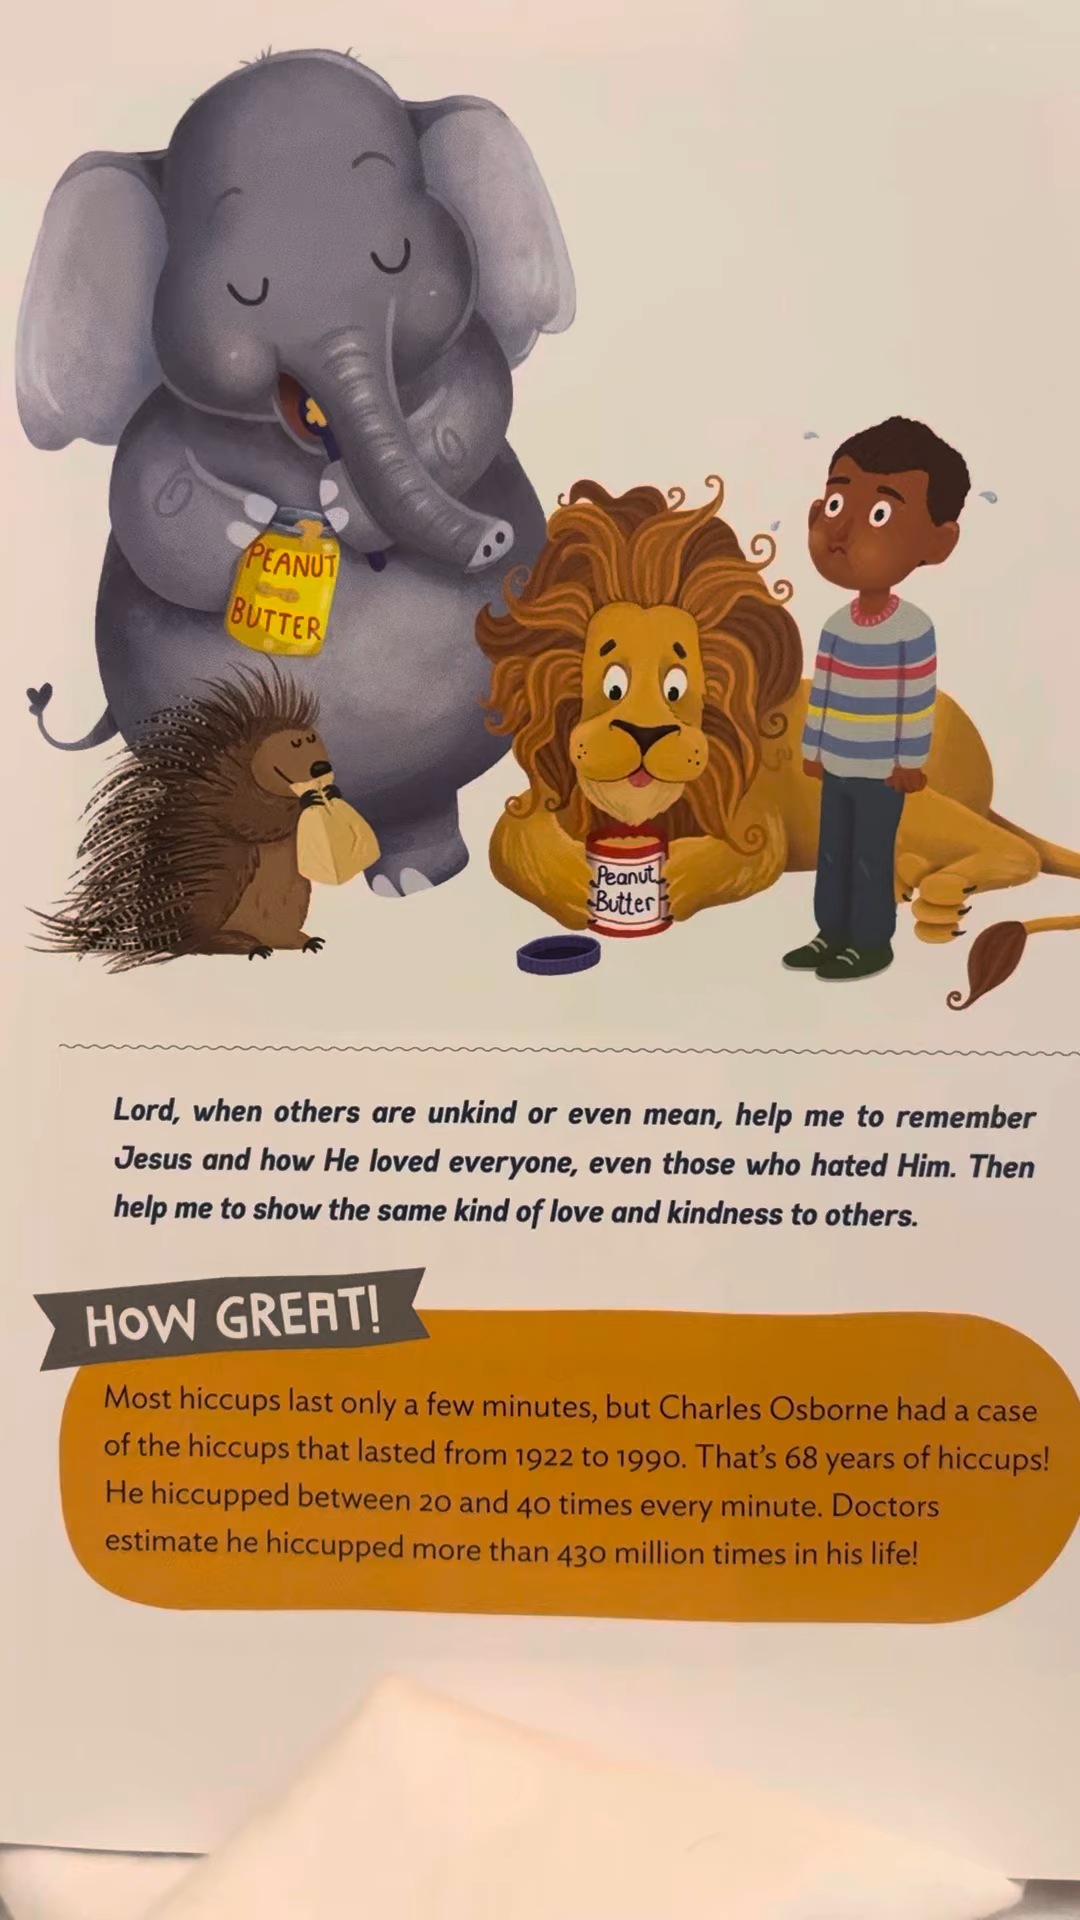 PEANUT
BUTTER
Peanut
Butter
Lord, when others are unkind or even mean, help me to remember
Jesus and how He loved everyone, even those who hated Him. Then
help me to show the same kind of love and kindness to others.
HOW GREAT!
Most hiccups last only a few minutes, but Charles Osborne had a case
of the hiccups that lasted from 1922 to 1990. That's 68 years of hiccups!
He hiccupped between 20 and 40 times every minute. Doctors
estimate he hiccupped more than 430 million times in his life!